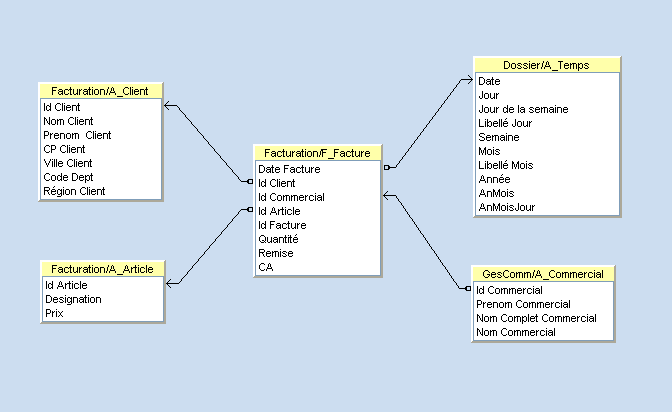 Facturation/A_Client
Id Client
Nom Client
Prenom  Client
CP Client
Ville Client
Code Dept
Région Client
Facturation/A_Article
Id Article
Designation
Prix
Facturation/F_Facture
Date Facture
Id Client
Id Commercial
Id Article
Id Facture
Quantité
Remise
CA
Dossier/A_Temps
Date
Jour
Jour de la semaine
Libellé Jour
Semaine
Mois
Libellé Mois
Année
AnMois
AnMoisJour
GesComm/A_Commercial
Id Commercial
Prenom Commercial
Nom Complet Commercial
Nom Commercial